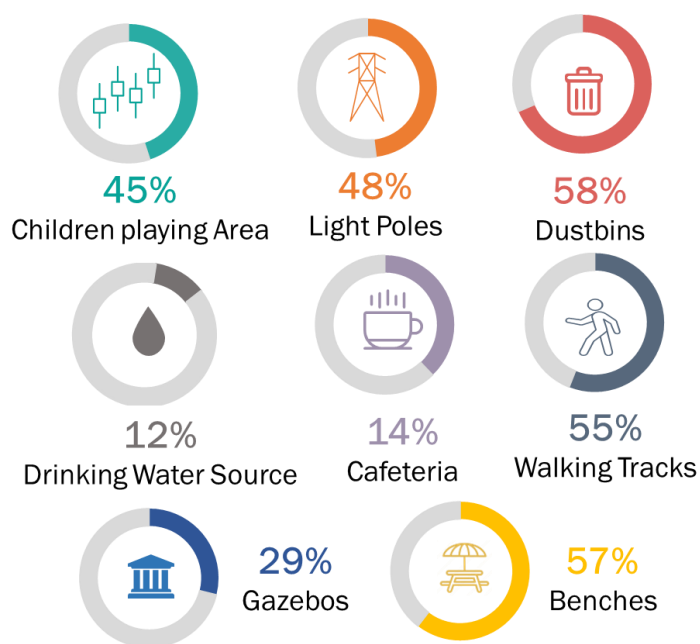 45%
Children playing Area
48%
Light Poles
58%
Dustbins
12%
Drinking Water Source
14%
Cafeteria
55%
Walking Tracks
29%
Gazebos
57%
Benches